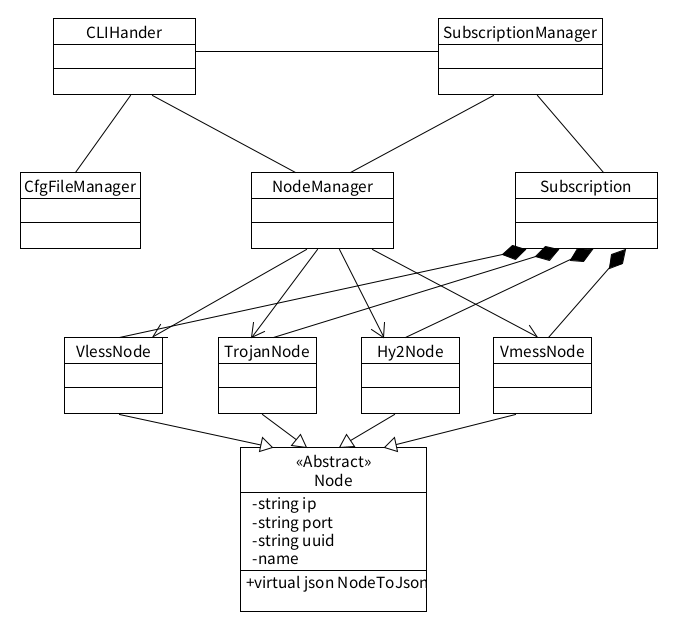 CLIHander
SubscriptionManager
CfgFileManager
NodeManager
Subscription
VlessNode
TrojanNode
Hy2Node
VmessNode
«Abstract»
Node
-string ip
-string port
-string uuid
-name
+virtual json NodeToJson